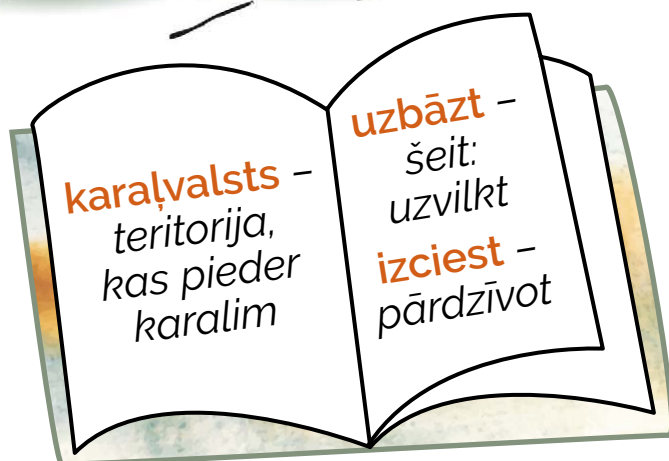 karaļvalsts –
teritorija,
kas pieder
karalim
uzbāzt –
šeit:
uzvilkt
izciest –
pārdzīvot